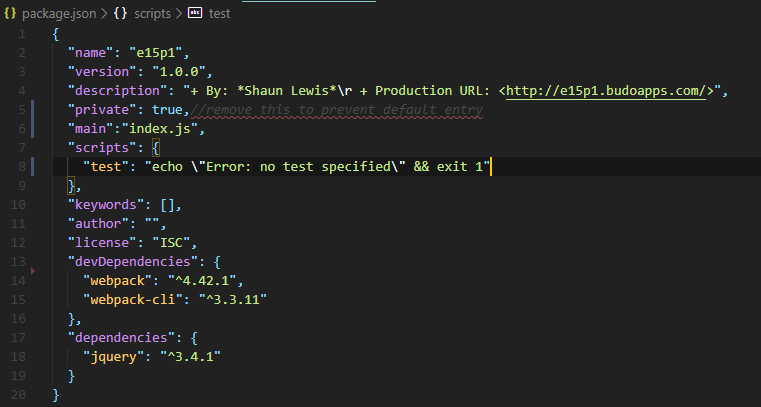 {} package.json > {} scripts > abc test
1 {
2 "name": "e15p1",
3 "version": "1.0.0",
4 "description": "+ By: *Shaun Lewis*\r + Production URL: <http://e15p1.budoapps.com/>",
5 "private": true,//remove this to prevent default entry
6 "main":"index.js",
7 "scripts": {
8 "test": "echo \"Error: no test specified\" && exit 1"
9 },
10 "keywords": [],
11 "author": "",
12 "license": "ISC",
13 "devDependencies": {
14 "webpack": "^4.42.1",
15 "webpack-cli": "^3.3.11"
16 },
17 "dependencies": {
18 "jquery": "^3.4.1"
19 }
20 }